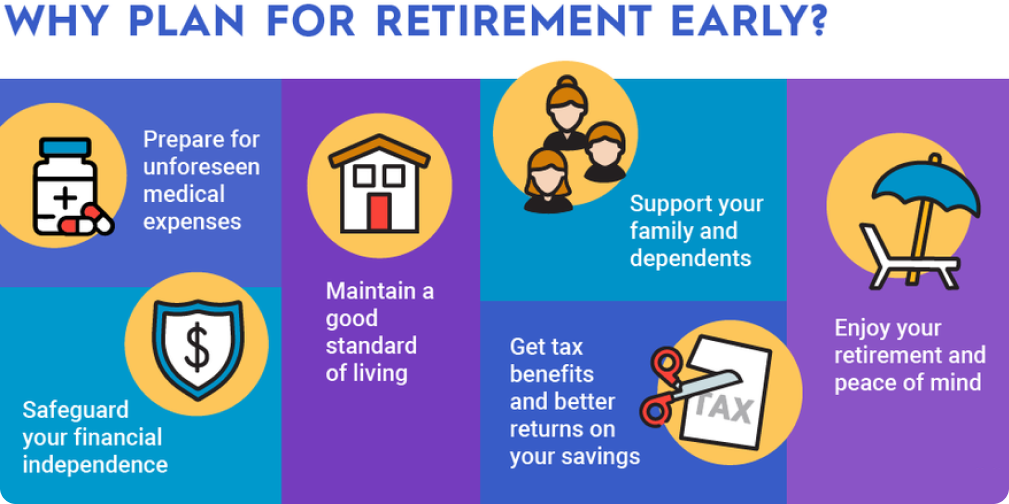 WHY PLAN FOR RETIREMENT EARLY?
Prepare for
unforeseen
medical
expenses
Safeguard
your financial
independence
$
Maintain a
good
standard
of living
Support your
family and
dependents
Get tax
benefits
and better
returns on
your savings
TAX
Enjoy your
retirement and
peace of mind